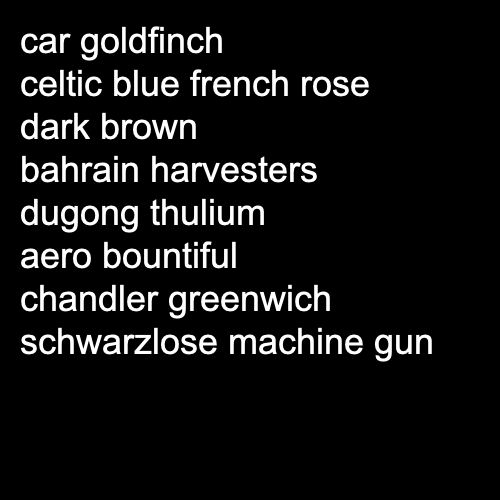 car goldfinch
celtic blue french rose
dark brown
bahrain harvesters
dugong thulium
aero bountiful
chandler greenwich
schwarzlose machine gun